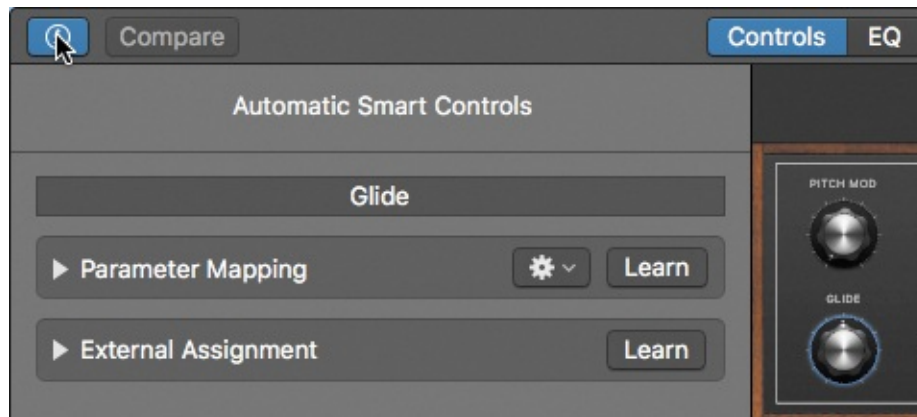 Compare
Controls
EQ
Automatic Smart Controls
Glide
PITCH MOD
Parameter Mapping
Learn
GLIDE
External Assignment
Learn